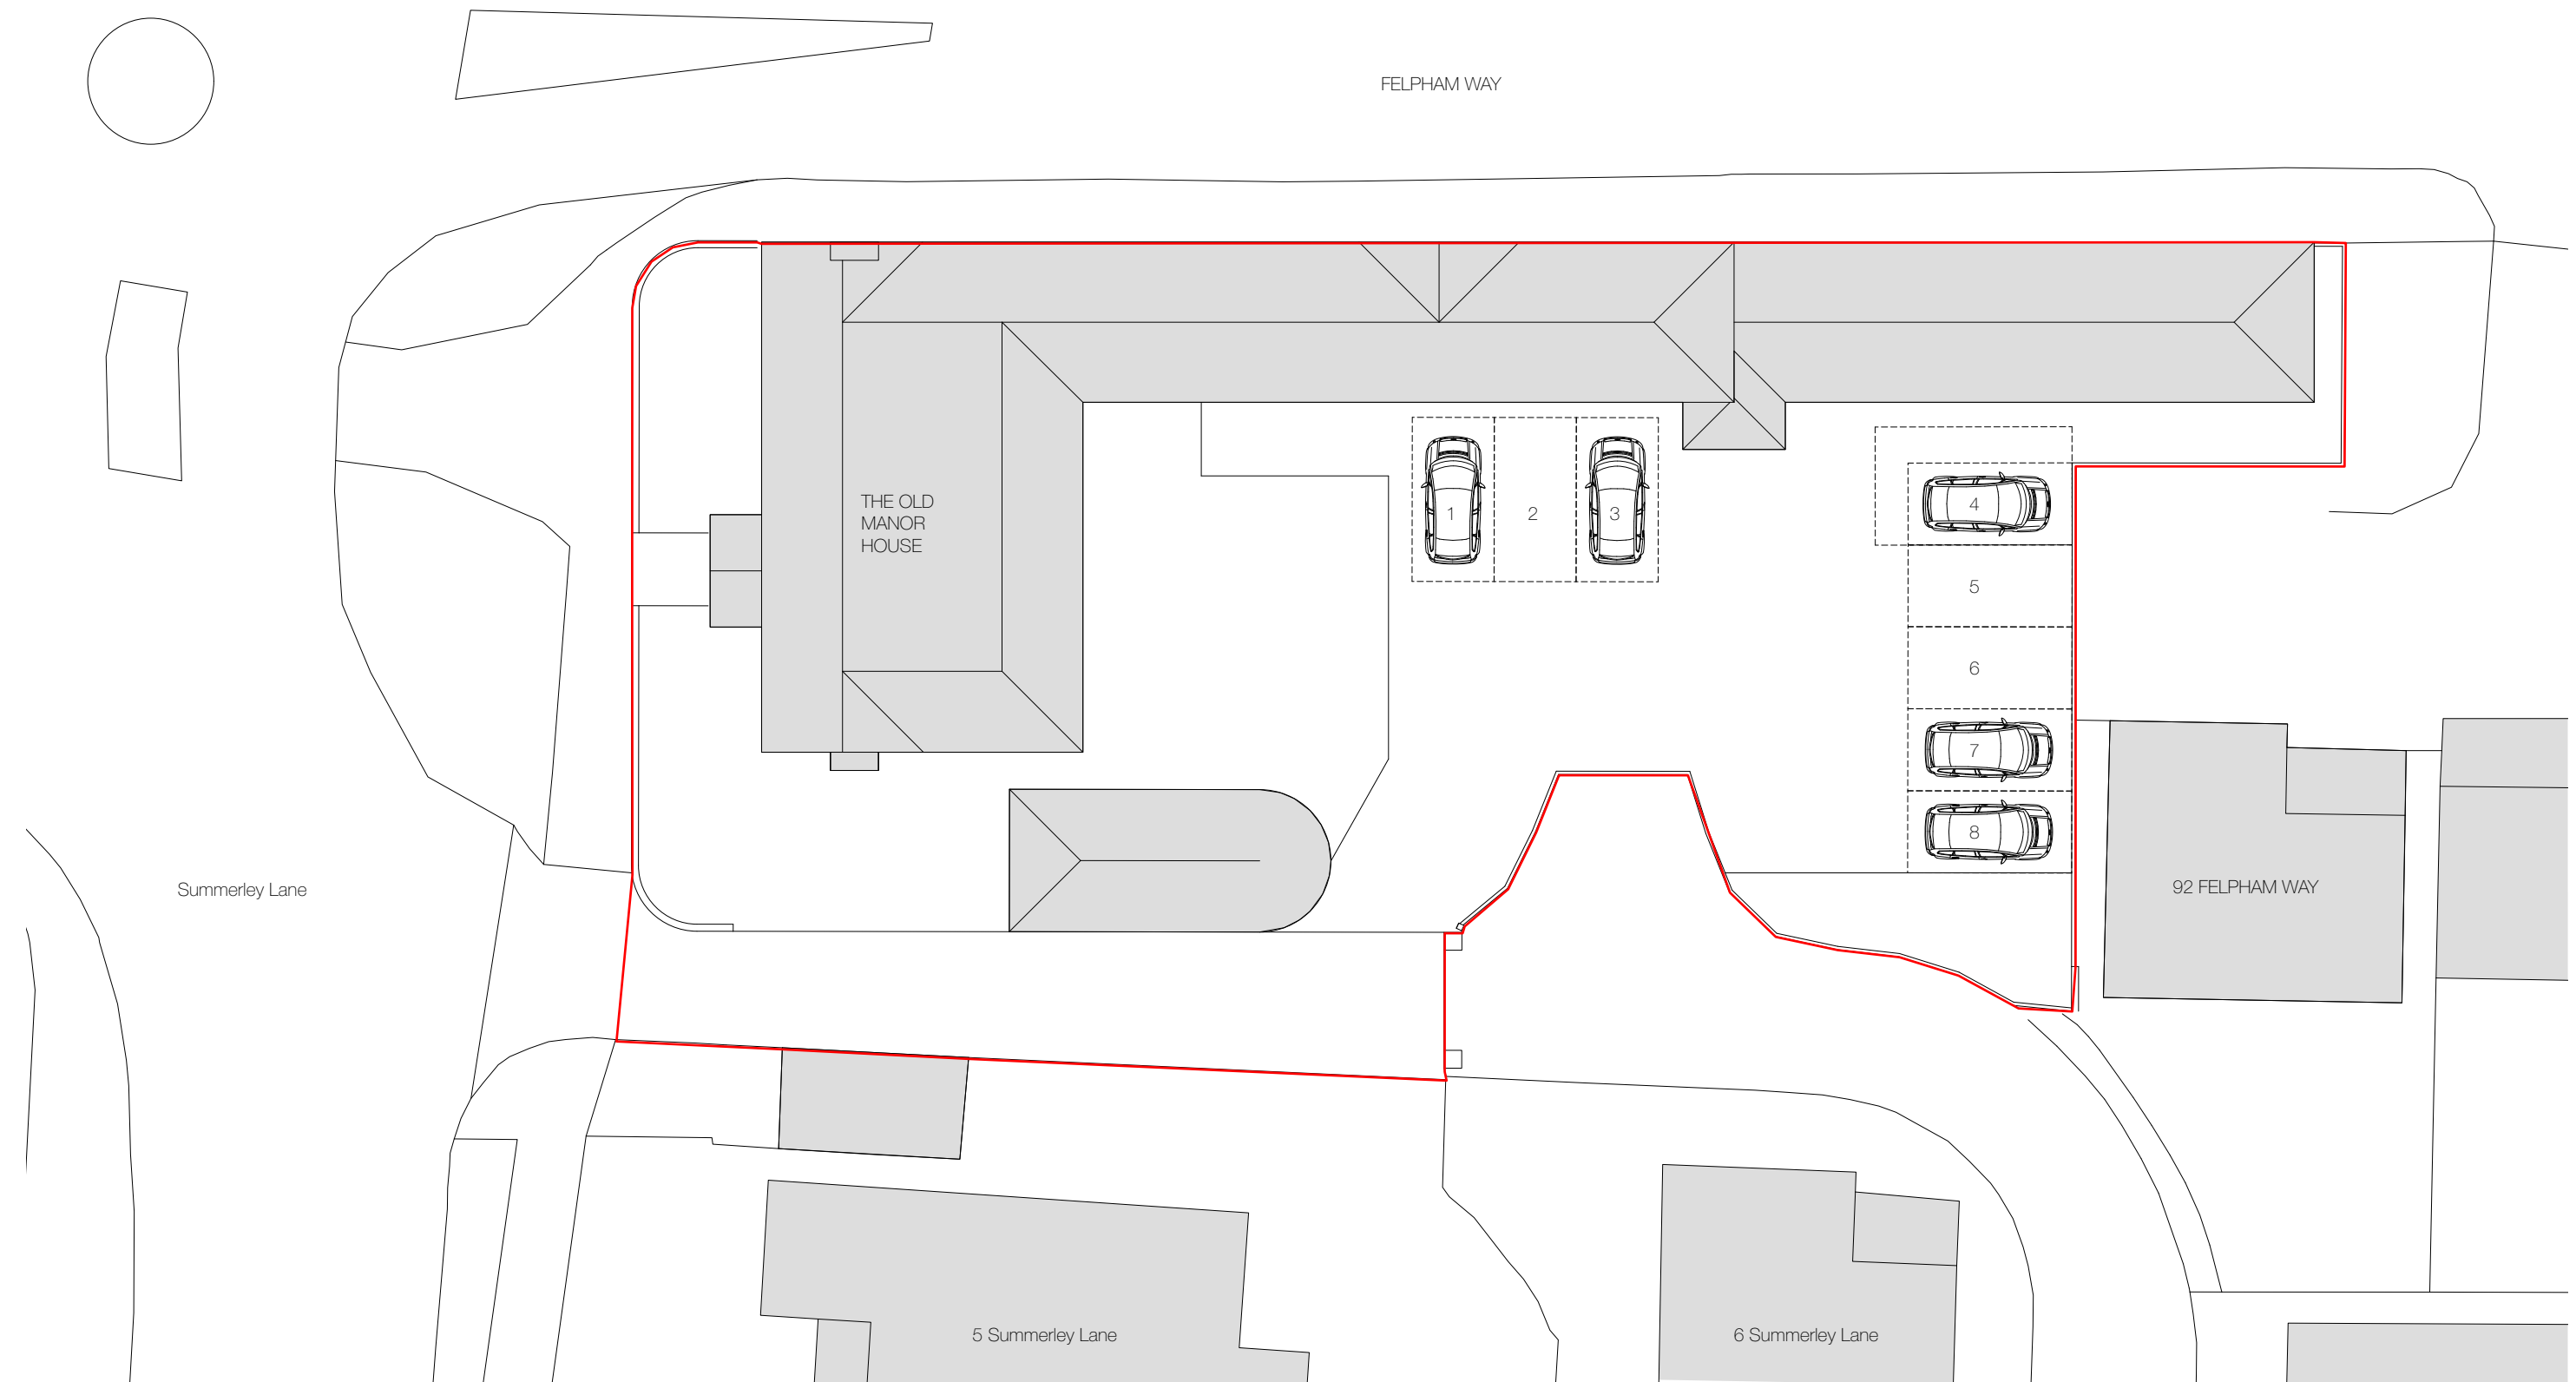 FELPHAM WAY
THE OLD
MANOR
HOUSE
1
2
3
4
5
6
7
8
Summerley Lane
92 FELPHAM WAY
5 Summerley Lane
6 Summerley Lane